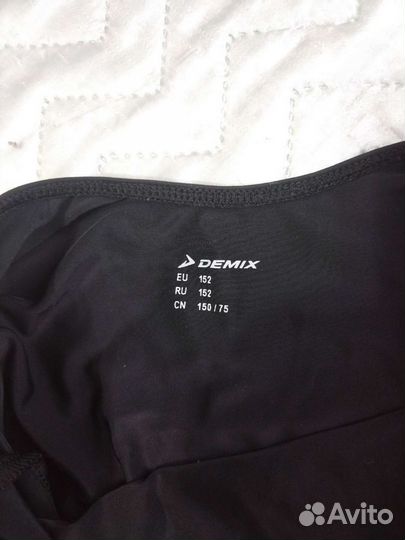 DEMIX
EU 152
RU 152
CN 150 / 75
Avito